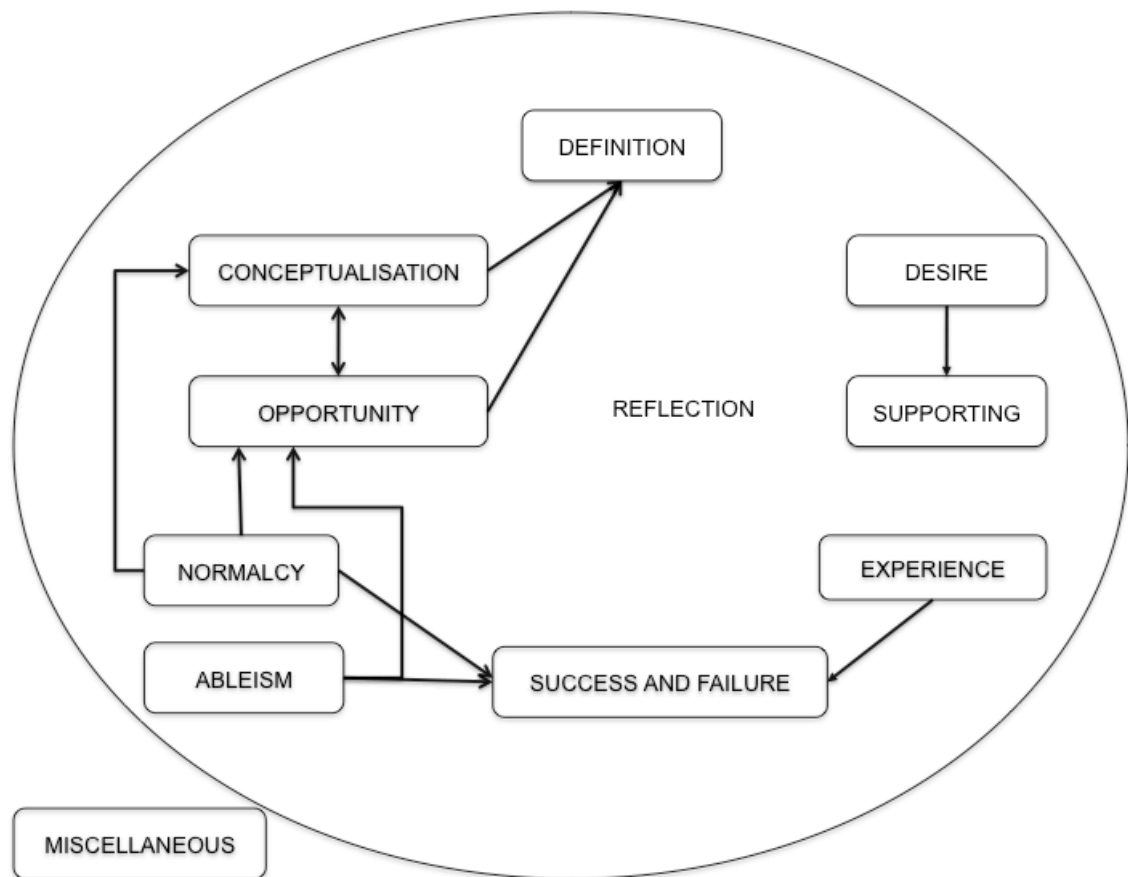 DEFINITION
CONCEPTUALISATION
DESIRE
OPPORTUNITY
REFLECTION
SUPPORTING
NORMALCY
EXPERIENCE
ABLEISM
SUCCESS AND FAILURE
MISCELLANEOUS